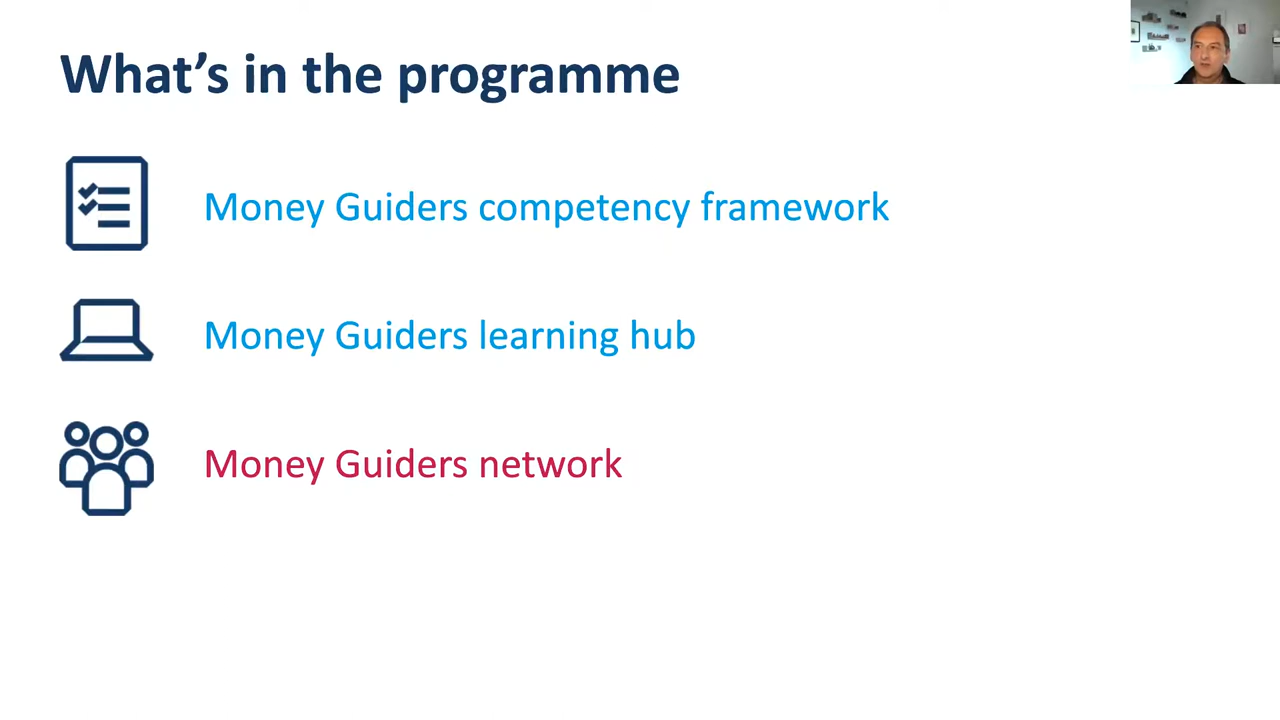 What’s in the programme
Money Guiders competency framework
Money Guiders learning hub
Money Guiders network